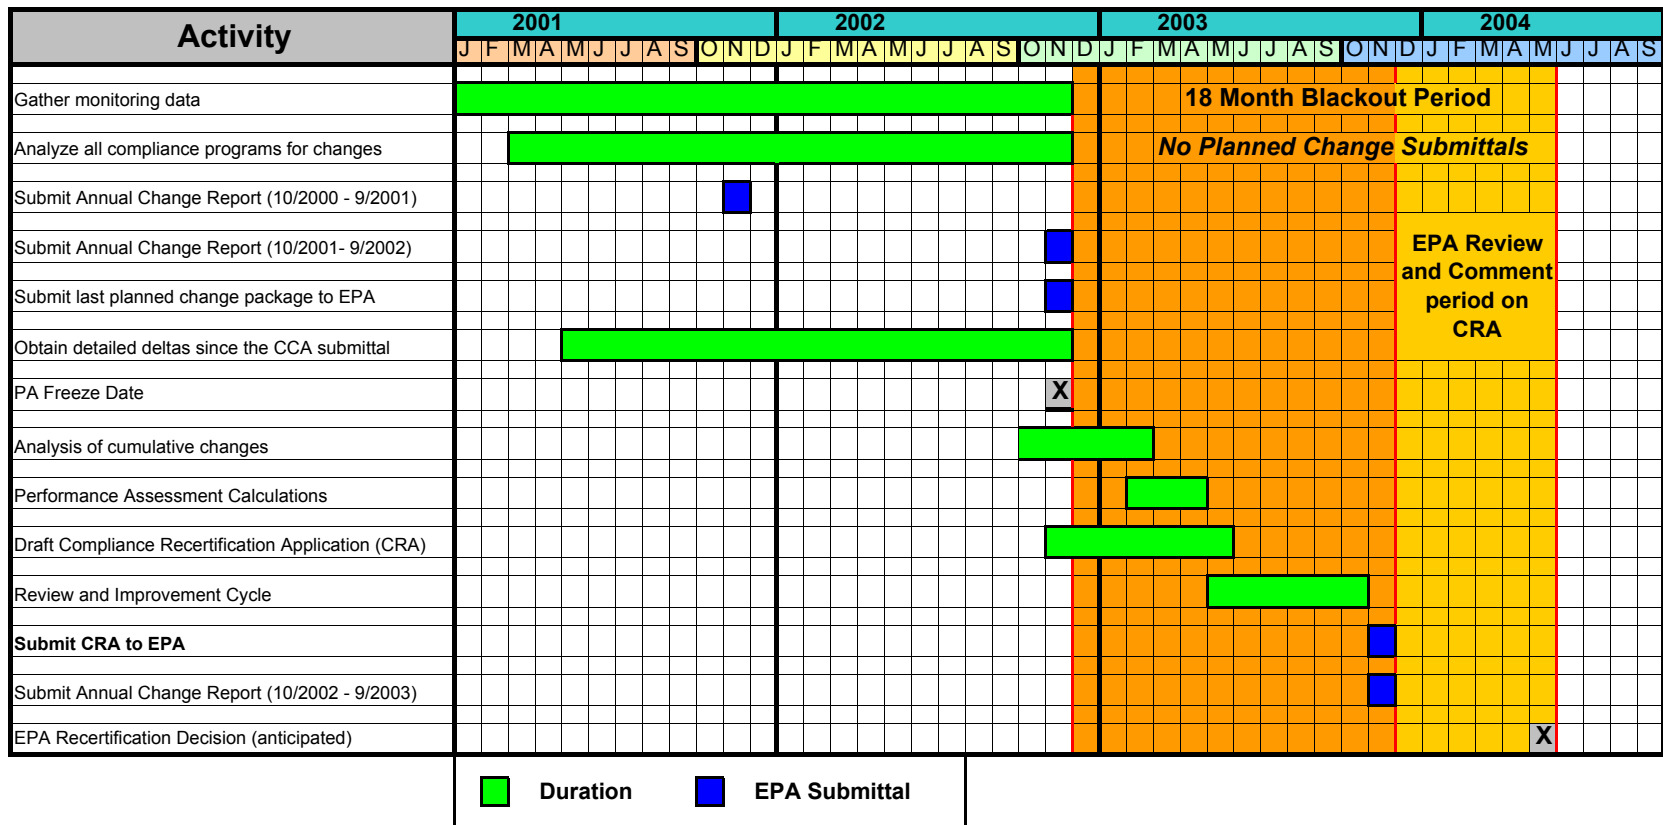 Activity
2001 2002 2003 2004
J F M A M J J A S O N D J F M A M J J A S O N D J F M A M J J A S O N D J F M A M J J A S
Gather monitoring data
18 Month Blackout Period
Analyze all compliance programs for changes
No Planned Change Submittals
Submit Annual Change Report (10/2000 - 9/2001)
Submit Annual Change Report (10/2001- 9/2002)
EPA Review
and Comment
period on
CRA
Submit last planned change package to EPA
Obtain detailed deltas since the CCA submittal
PA Freeze Date
X
Analysis of cumulative changes
Performance Assessment Calculations
Draft Compliance Recertification Application (CRA)
Review and Improvement Cycle
Submit CRA to EPA
Submit Annual Change Report (10/2002 - 9/2003)
EPA Recertification Decision (anticipated)
X
Duration
EPA Submittal